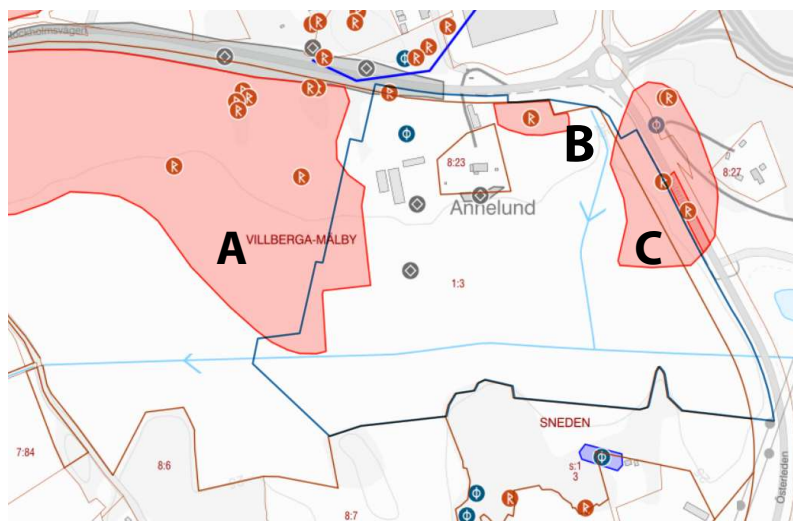 B
8:23
8:27
Annelund
A
VILLBERGA-MÅLBY
C
1:3
SNEDEN
7:84
8:6
s:1
3
8:7
Österleden